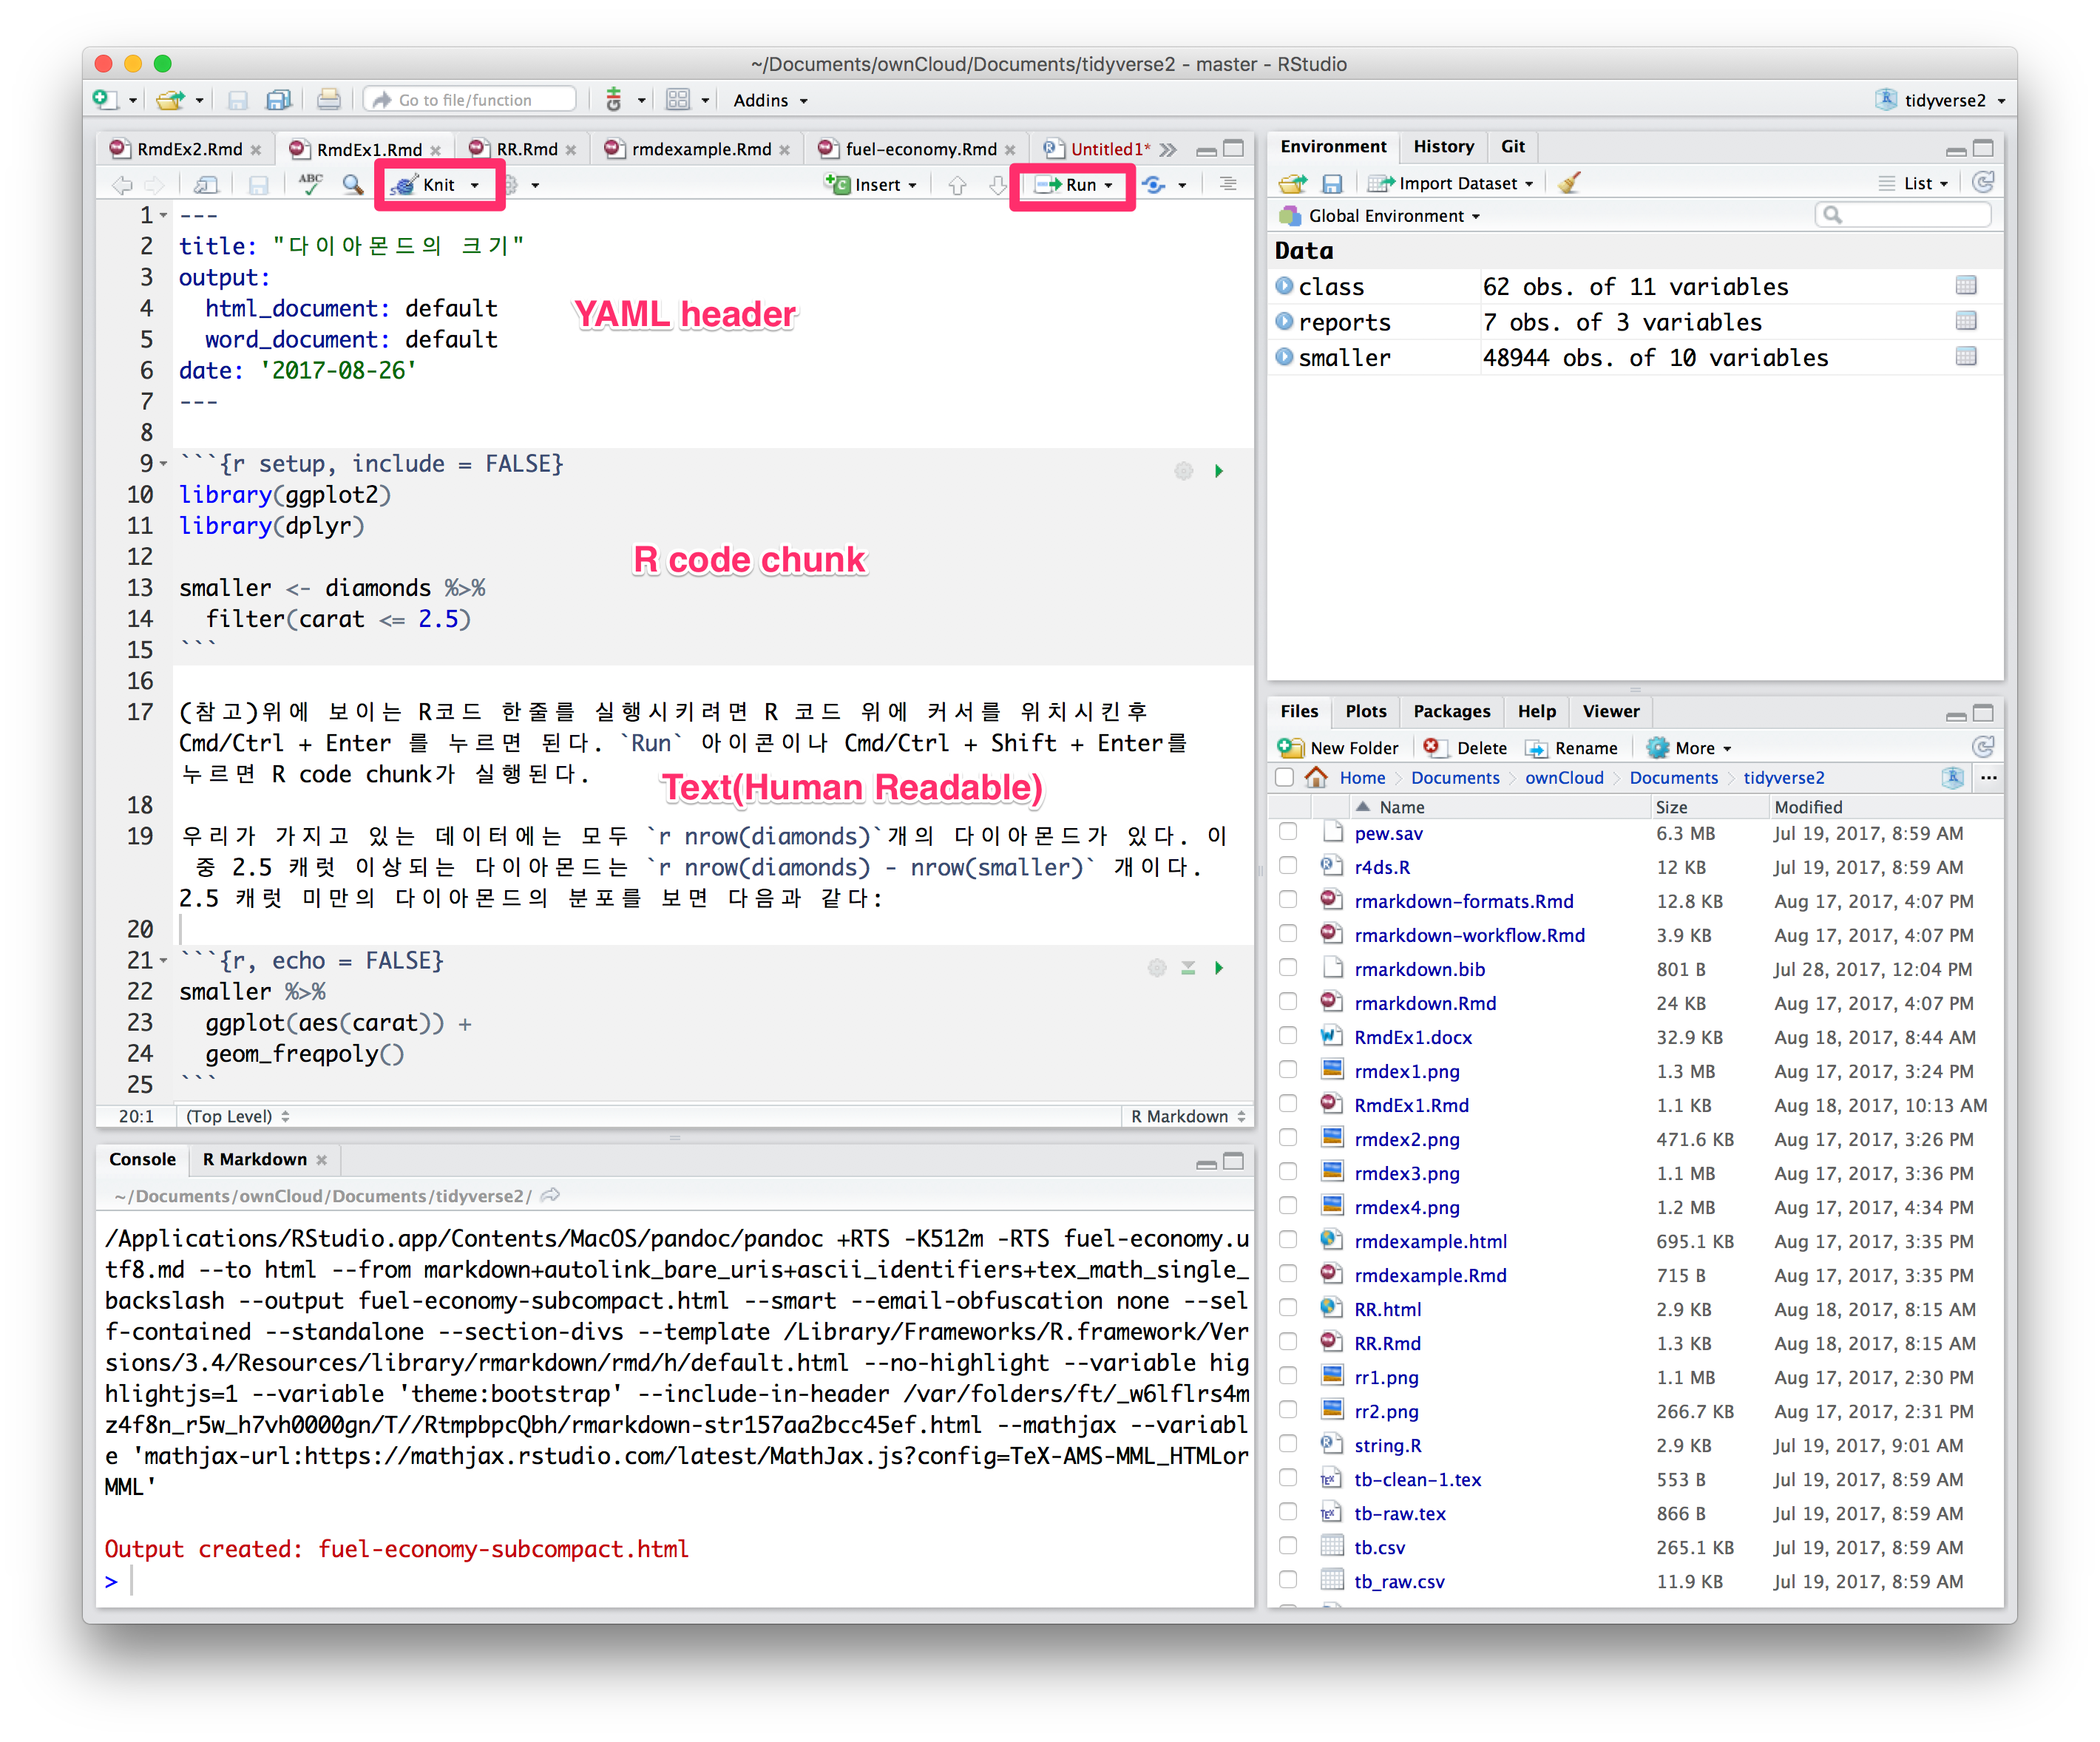 ~/Documents/ownCloud/Documents/tidyverse2 - master - RStudio
Go to file/function
Addins
tidyverse2
RmdEx2.Rmd
RmdEx1.Rmd
RR.Rmd
rmdexample.Rmd
fuel-economy.Rmd
Untitled1*
ABC
Knit
Insert
Run
1 ---
2 title: "다이아몬드의 크기"
3 output:
4   html_document: default
5   word_document: default
6 date: '2017-08-26'
7 ---
8
YAML header
9 ```{r setup, include = FALSE}
10 library(ggplot2)
11 library(dplyr)
12
13 smaller <- diamonds %>%
14   filter(carat <= 2.5)
15 ```
R code chunk
16
17 (참고)위에 보이는 R코드 한줄를 실행시키려면 R 코드 위에 커서를 위치시킨후
Cmd/Ctrl + Enter 를 누르면 된다. `Run` 아이콘이나 Cmd/Ctrl + Shift + Enter를
누르면 R code chunk가 실행된다.
Text(Human Readable)
18
19 우리가 가지고 있는 데이터에는 모두 `r nrow(diamonds)`개의 다이아몬드가 있다. 이
중 2.5 캐럿 이상되는 다이아몬드는 `r nrow(diamonds) - nrow(smaller)` 개이다.
2.5 캐럿 미만의 다이아몬드의 분포를 보면 다음과 같다:
20
21 ```{r, echo = FALSE}
22 smaller %>%
23   ggplot(aes(carat)) +
24   geom_freqpoly()
25 ```
20:1 (Top Level) R Markdown
Console R Markdown
~/Documents/ownCloud/Documents/tidyverse2/
/Applications/RStudio.app/Contents/MacOS/pandoc/pandoc +RTS -K512m -RTS fuel-economy.u
tf8.md --to html --from markdown+autolink_bare_uris+ascii_identifiers+tex_math_single_
backslash --output fuel-economy-subcompact.html --smart --email-obfuscation none --sel
f-contained --standalone --section-divs --template /Library/Frameworks/R.framework/Ver
sions/3.4/Resources/library/rmarkdown/rmd/h/default.html --no-highlight --variable hig
hlightjs=1 --variable 'theme:bootstrap' --include-in-header /var/folders/ft/_w6lflrs4m
z4f8n_r5w_h7vh0000gn/T//RtmpbpcQbh/rmarkdown-str157aa2bcc45ef.html --mathjax --variabl
e 'mathjax-url:https://mathjax.rstudio.com/latest/MathJax.js?config=TeX-AMS-MML_HTMLor
MML'
Output created: fuel-economy-subcompact.html
>
Environment History Git
Import Dataset List
Global Environment
Data
class 62 obs. of 11 variables
reports 7 obs. of 3 variables
smaller 48944 obs. of 10 variables
Files Plots Packages Help Viewer
New Folder Delete Rename More
Home Documents ownCloud Documents tidyverse2 ...
Name Size Modified
pew.sav 6.3 MB Jul 19, 2017, 8:59 AM
r4ds.R 12 KB Jul 19, 2017, 8:59 AM
rmarkdown-formats.Rmd 12.8 KB Aug 17, 2017, 4:07 PM
rmarkdown-workflow.Rmd 3.9 KB Aug 17, 2017, 4:07 PM
rmarkdown.bib 801 B Jul 28, 2017, 12:04 PM
rmarkdown.Rmd 24 KB Aug 17, 2017, 4:07 PM
RmdEx1.docx 32.9 KB Aug 18, 2017, 8:44 AM
rmdex1.png 1.3 MB Aug 17, 2017, 3:24 PM
RmdEx1.Rmd 1.1 KB Aug 18, 2017, 10:13 AM
rmdex2.png 471.6 KB Aug 17, 2017, 3:26 PM
rmdex3.png 1.1 MB Aug 17, 2017, 3:36 PM
rmdex4.png 1.2 MB Aug 17, 2017, 4:34 PM
rmdexample.html 695.1 KB Aug 17, 2017, 3:35 PM
rmdexample.Rmd 715 B Aug 17, 2017, 3:35 PM
RR.html 2.9 KB Aug 18, 2017, 8:15 AM
RR.Rmd 1.3 KB Aug 18, 2017, 8:15 AM
rr1.png 1.1 MB Aug 17, 2017, 2:30 PM
rr2.png 266.7 KB Aug 17, 2017, 2:31 PM
string.R 2.9 KB Jul 19, 2017, 9:01 AM
tb-clean-1.tex 553 B Jul 19, 2017, 8:59 AM
tb-raw.tex 866 B Jul 19, 2017, 8:59 AM
tb.csv 265.1 KB Jul 19, 2017, 8:59 AM
tb_raw.csv 11.9 KB Jul 19, 2017, 8:59 AM